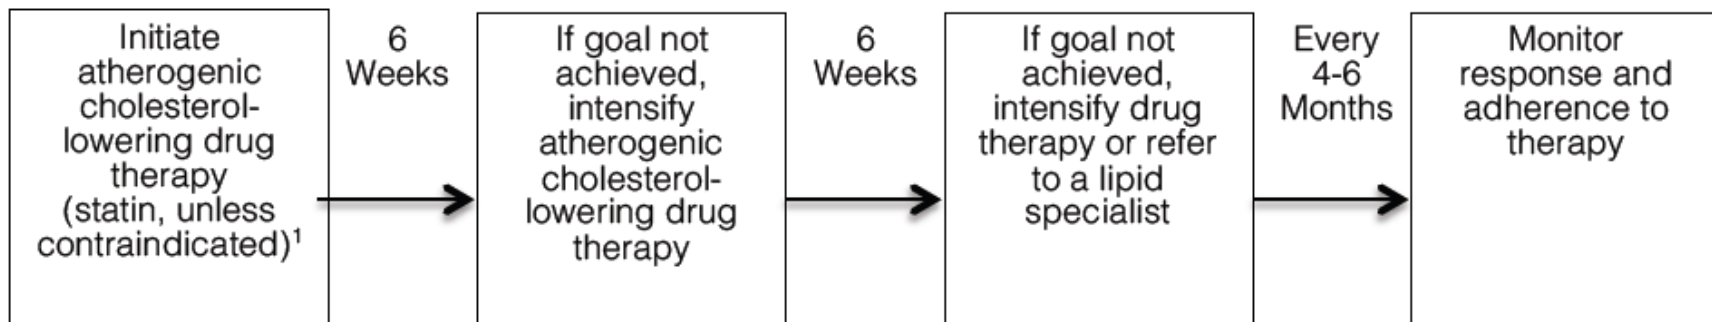 Initiate
atherogenic
cholesterol-
lowering drug
therapy
(statin, unless
contraindicated)¹
6
Weeks
If goal not
achieved,
intensify
atherogenic
cholesterol-
lowering drug
therapy
6
Weeks
If goal not
achieved,
intensify drug
therapy or refer
to a lipid
specialist
Every
4-6
Months
Monitor
response and
adherence to
therapy